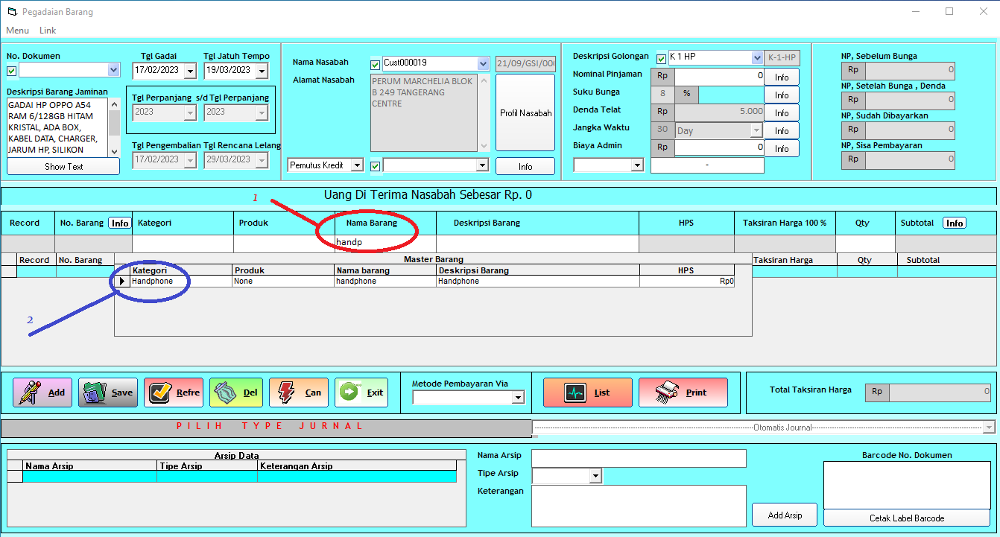 Pegadaian Barang
Menu Link
No. Dokumen
Tgl Gadai
Tgl Jatuh Tempo
17/02/2023
19/03/2023
Deskripsi Barang Jaminan
GADAI HP OPPO A54
RAM 6/128GB HITAM
KRISTAL, ADA BOX,
KABEL DATA, CHARGER,
JARUM HP, SILIKON
Show Text
Tgl Perpanjang s/d Tgl Perpanjang
2023
2023
Tgl Pengembalian Tgl Rencana Lelang
17/02/2023
29/03/2023
Nama Nasabah
Cust000019
21/09/GSI/00
Alamat Nasabah
PERUM MARCHELIA BLOK
B 249 TANGERANG
CENTRE
Profil Nasabah
Pemutus Kredit
Info
Deskripsi Golongan
K 1 HP
K-1-HP
Nominal Pinjaman
Rp
0
Info
Suku Bunga
8
%
Info
Denda Telat
Rp
5.000
Info
Jangka Waktu
30
Day
Info
Biaya Admin
Rp
0
Info
-
NP, Sebelum Bunga
Rp
0
NP, Setelah Bunga , Denda
Rp
0
NP, Sudah Dibayarkan
Rp
0
NP, Sisa Pembayaran
Rp
0
1
Uang Di Terima Nasabah Sebesar Rp. 0
Record
No. Barang
Info
Kategori
Produk
Nama Barang
Deskripsi Barang
HPS
Taksiran Harga 100 %
Qty
Subtotal
Info
handp
Record
No. Barang
Master Barang
Taksiran Harga
Qty
Subtotal
Kategori
Produk
Nama barang
Deskripsi Barang
HPS
Handphone
None
handphone
Handphone
Rp0
2
Add
Save
Refre
Del
Can
Exit
Metode Pembayaran Via
List
Print
Total Taksiran Harga
Rp
0
PILIH TYPE JURNAL
Otomatis Journal
Arsip Data
Nama Arsip
Tipe Arsip
Keterangan Arsip
Nama Arsip
Tipe Arsip
Keterangan
Add Arsip
Barcode No. Dokumen
Cetak Label Barcode